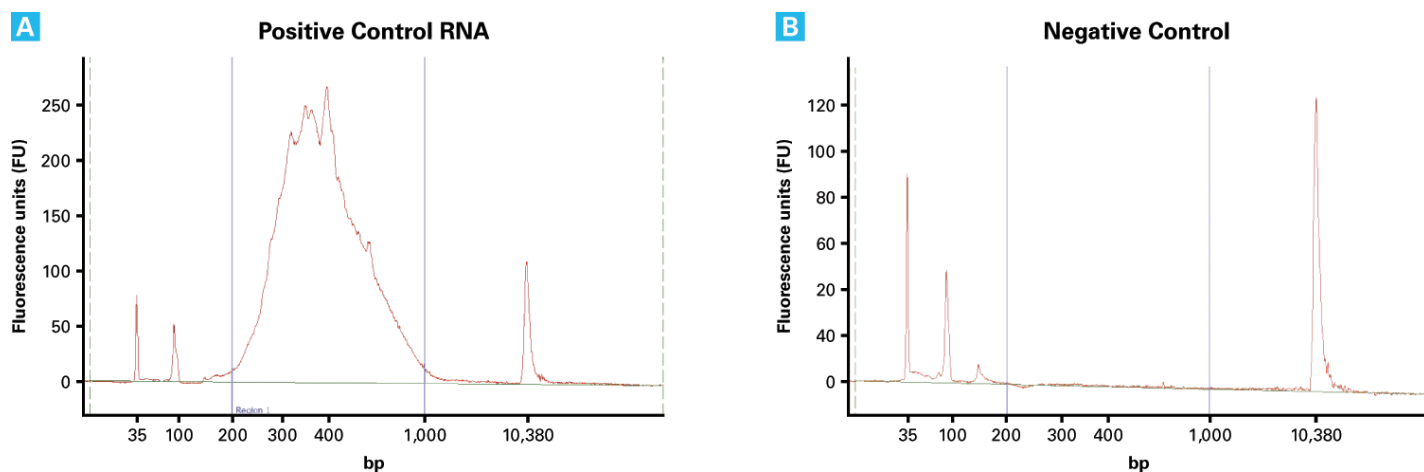 A
Positive Control RNA
Fluorescence units (FU)
250
200
150
100
50
0
Region 1
35 100 200 300 400 1,000 10,380
bp
B
Negative Control
Fluorescence units (FU)
120
100
80
60
20
40
0
35 100 200 300 400 1,000 10,380
bp